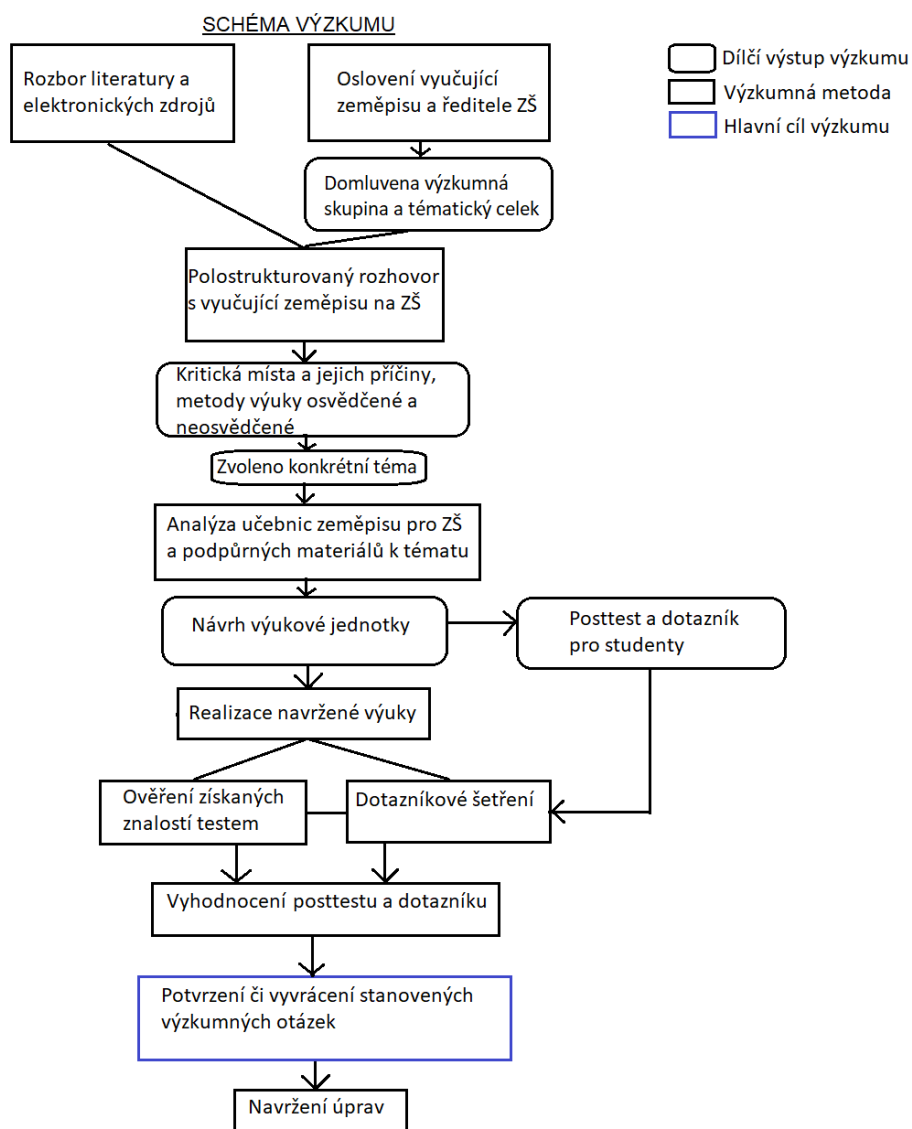 SCHÉMA VÝZKUMU
Rozbor literatury a
elektronických zdrojů
Oslovení vyučující
zeměpisu a ředitele ZŠ
Dílčí výstup výzkumu
Výzkumná metoda
Hlavní cíl výzkumu
Domluvena výzkumná
skupina a tématický celek
Polostrukturovaný rozhovor
s vyučující zeměpisu na ZŠ
Kritická místa a jejich příčiny,
metody výuky osvědčené a
neosvědčené
Zvoleno konkrétní téma
Analýza učebnic zeměpisu pro ZŠ
a podpůrných materiálů k tématu
Návrh výukové jednotky
Posttest a dotazník
pro studenty
Realizace navržené výuky
Ověření získaných
znalostí testem
Dotazníkové šetření
Vyhodnocení posttestu a dotazníku
Potvrzení či vyvrácení stanovených
výzkumných otázek
Navržení úprav